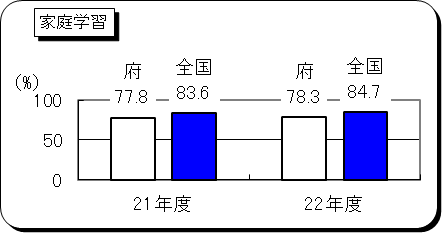 家庭学習
府 全国 府 全国
(%) 77.8 83.6 78.3 84.7
100
50
0
21年度 22年度